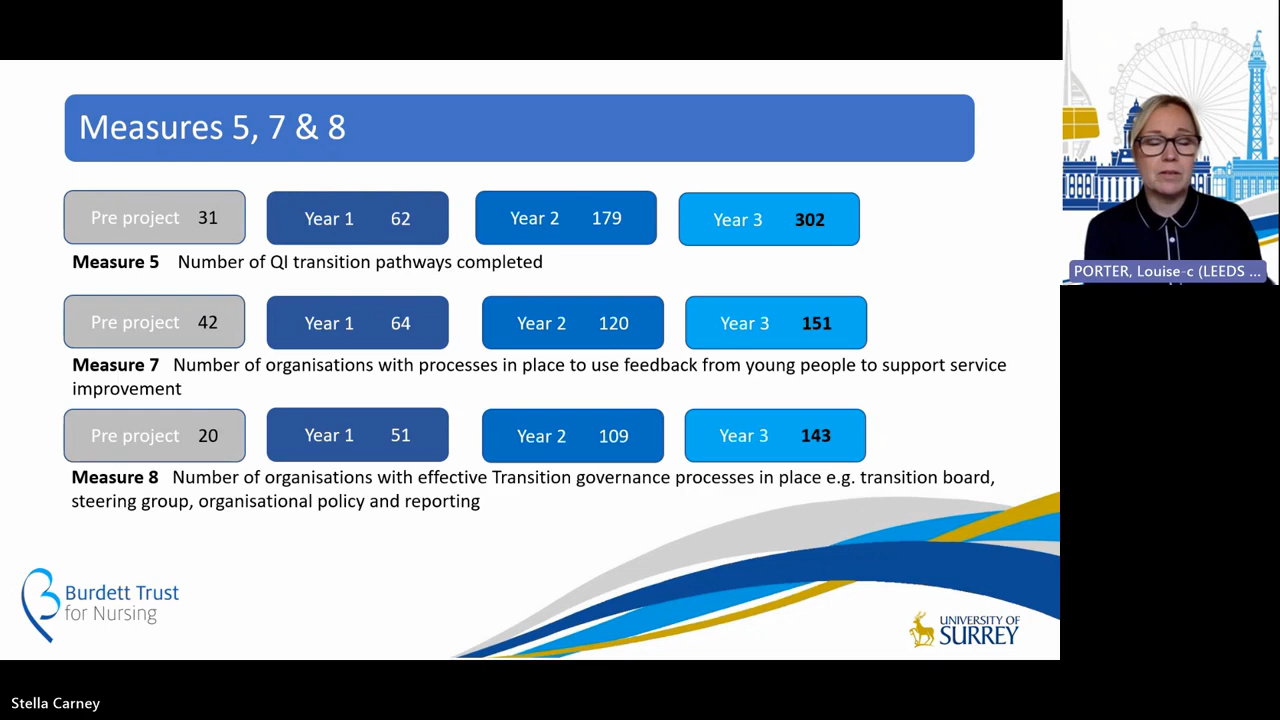 Measures 5, 7 & 8
Pre project 31
Year 1 62
Year 2 179
Year 3 302
Measure 5 Number of QI transition pathways completed
Pre project 42
Year 1 64
Year 2 120
Year 3 151
Measure 7 Number of organisations with processes in place to use feedback from young people to support service
improvement
Pre project 20
Year 1 51
Year 2 109
Year 3 143
Measure 8 Number of organisations with effective Transition governance processes in place e.g. transition board,
steering group, organisational policy and reporting
Burdett Trust
for Nursing
UNIVERSITY OF
SURREY
PORTER, Louise-c (LEEDS ...
Stella Carney